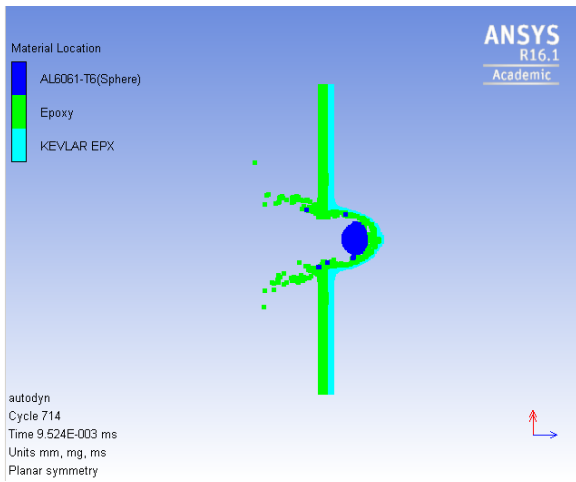 Material Location
AL6061-T6(Sphere)
Epoxy
KEVLAR EPX
ANSYS
R16.1
Academic
autodyn
Cycle 714
Time 9.524E-003 ms
Units mm, mg, ms
Planar symmetry